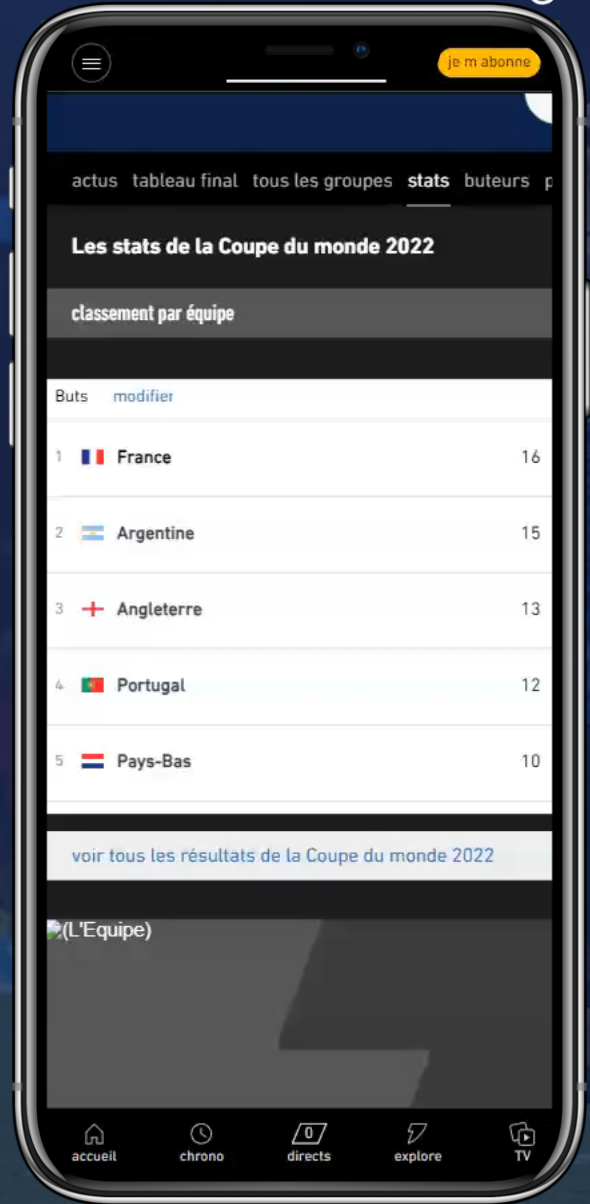 je m abonne
actus tableau final tous les groupes stats buteurs p
Les stats de la Coupe du monde 2022
classement par équipe
Buts modifier
1 France 16
2 Argentine 15
3 Angleterre 13
4 Portugal 12
5 Pays-Bas 10
voir tous les résultats de la Coupe du monde 2022
(L'Equipe)
0
accueil chrono directs explore TV